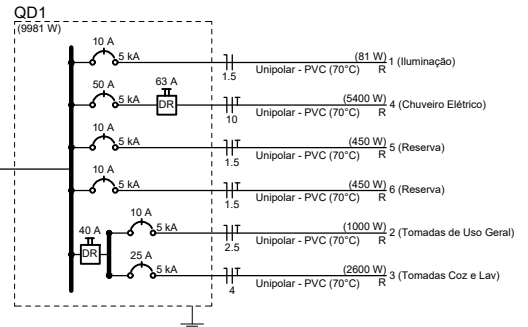 QD1
(9981 W)
10 A
5 kA
1.5
(81 W)
Unipolar - PVC (70°C)
R
1 (Iluminação)
50 A
5 kA
63 A
DR
10
(5400 W)
Unipolar - PVC (70°C)
R
4 (Chuveiro Elétrico)
10 A
5 kA
1.5
(450 W)
Unipolar - PVC (70°C)
R
5 (Reserva)
10 A
5 kA
1.5
(450 W)
Unipolar - PVC (70°C)
R
6 (Reserva)
40 A
DR
10 A
5 kA
2.5
(1000 W)
Unipolar - PVC (70°C)
R
2 (Tomadas de Uso Geral)
25 A
5 kA
4
(2600 W)
Unipolar - PVC (70°C)
R
3 (Tomadas Coz e Lav)